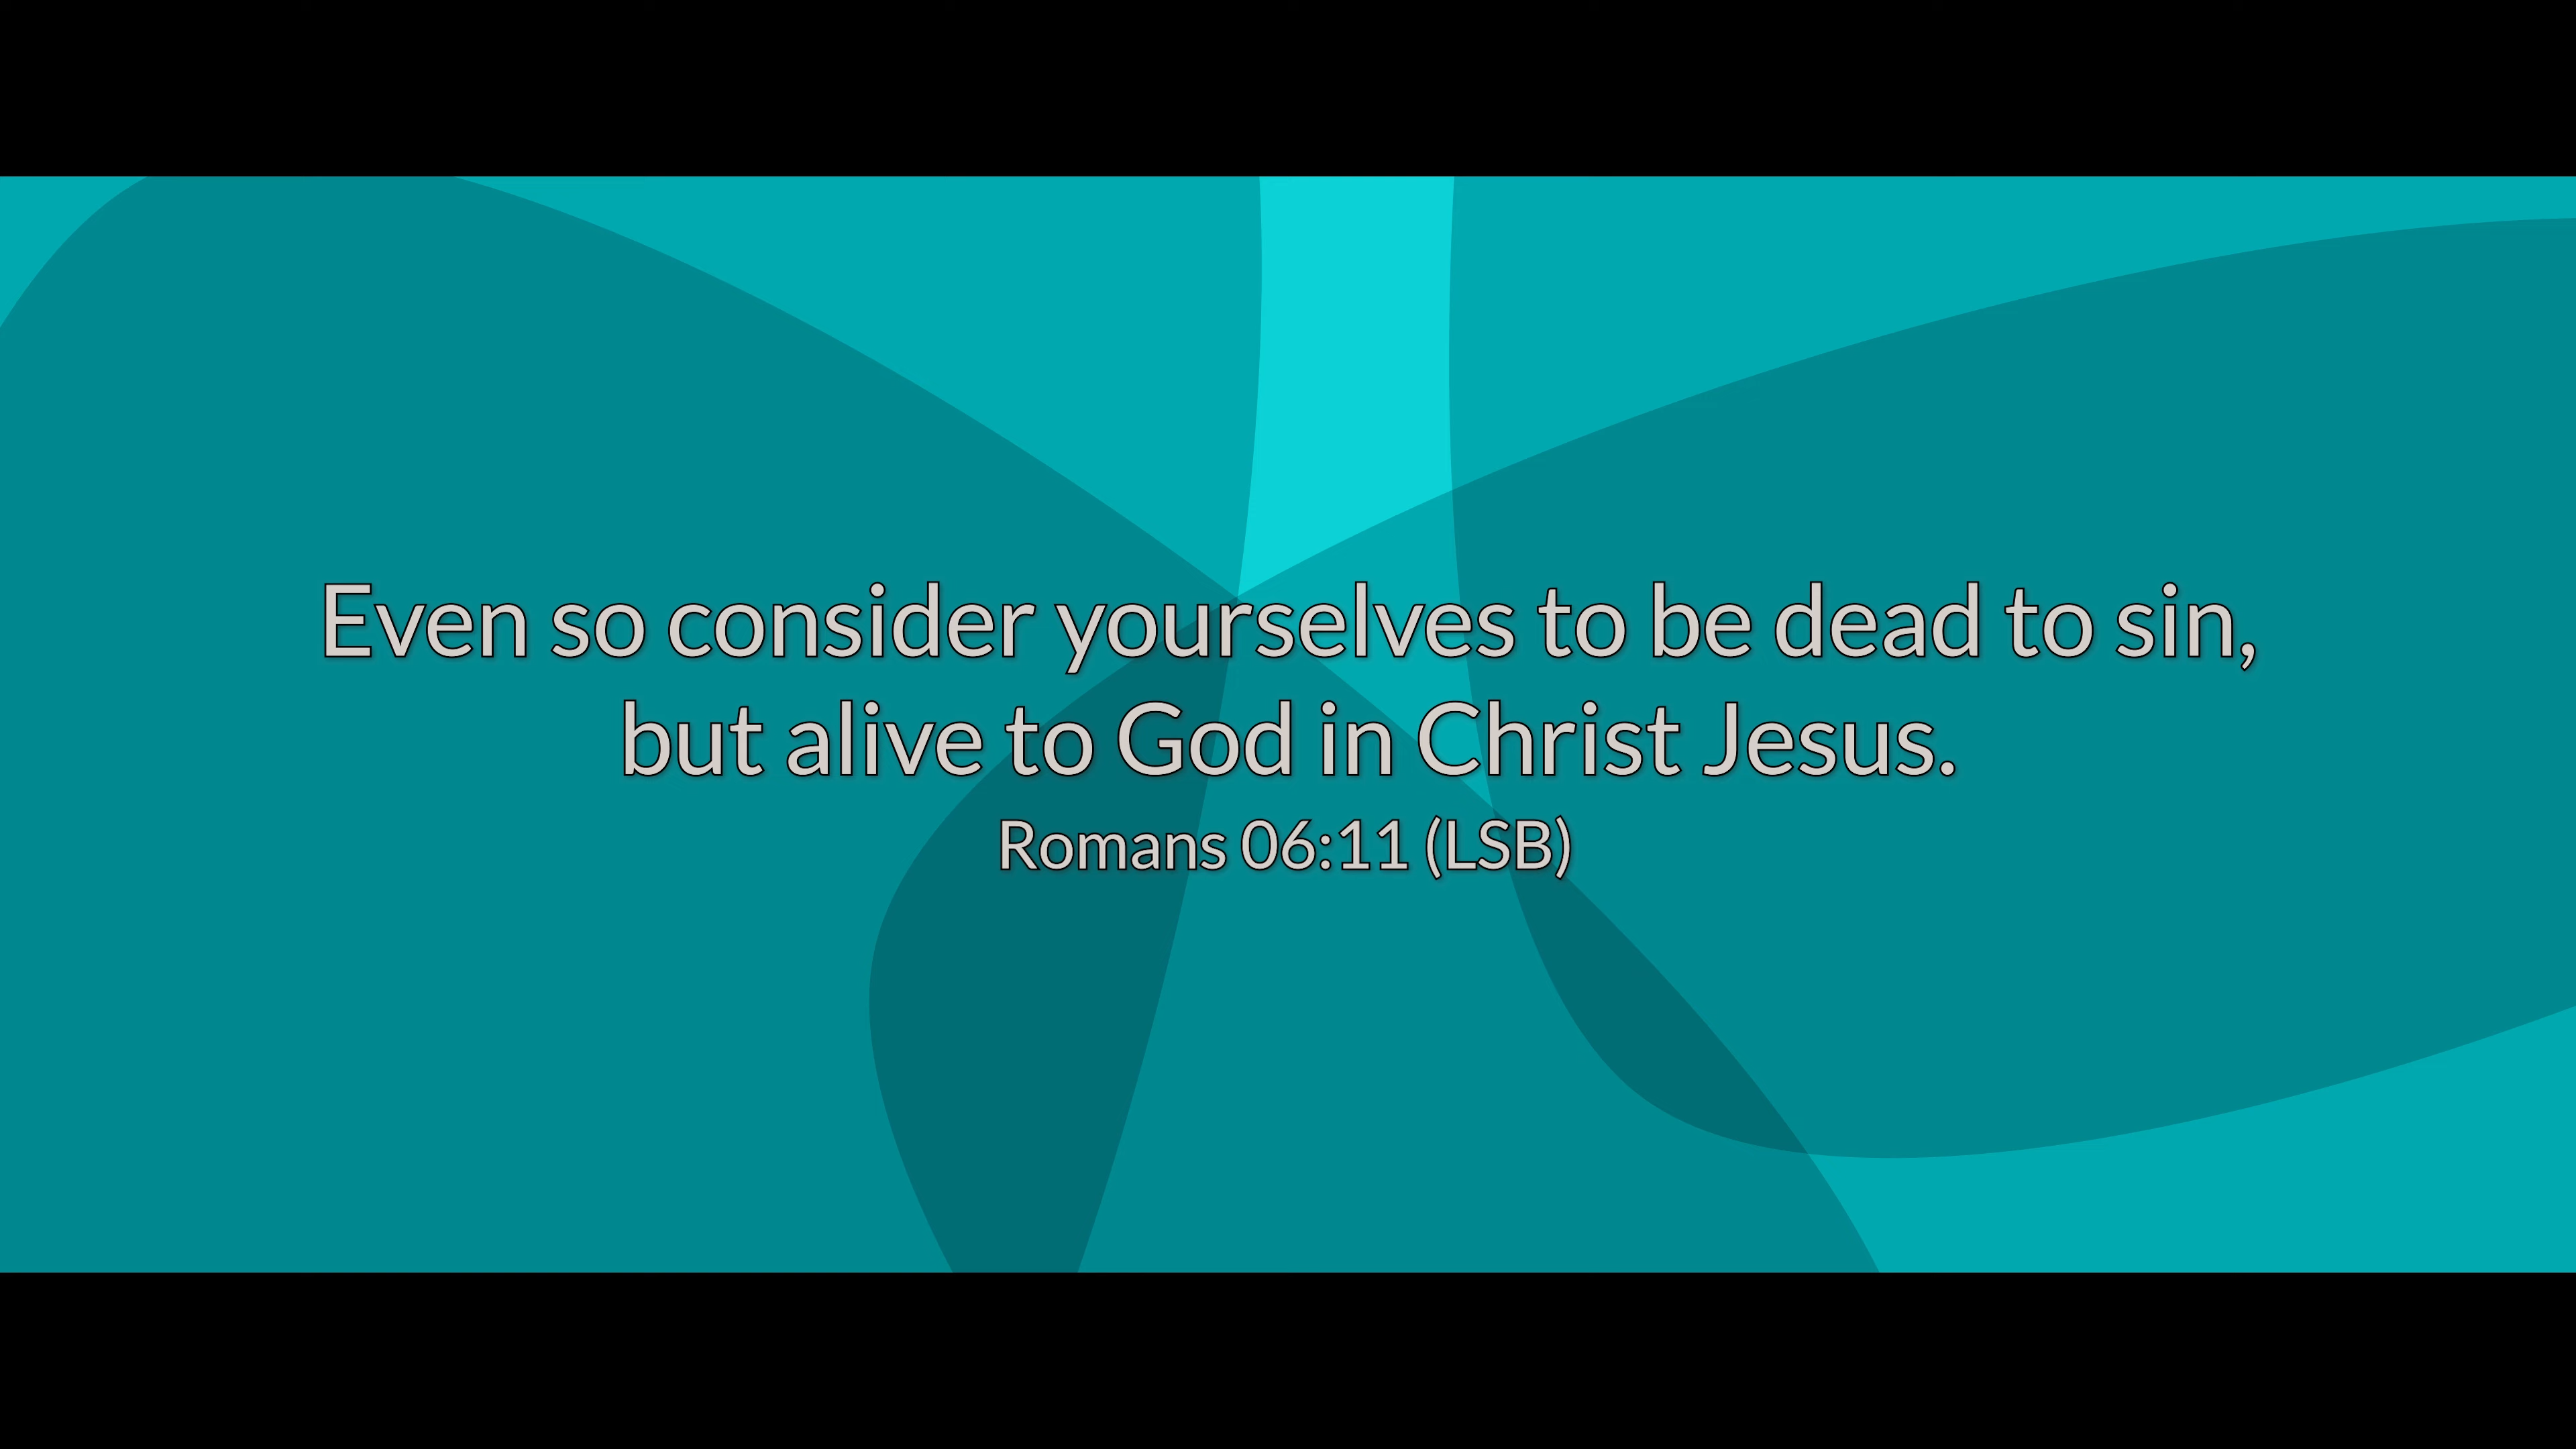 Even so consider yourselves to be dead to sin,
but alive to God in Christ Jesus.
Romans 06:11 (LSB)